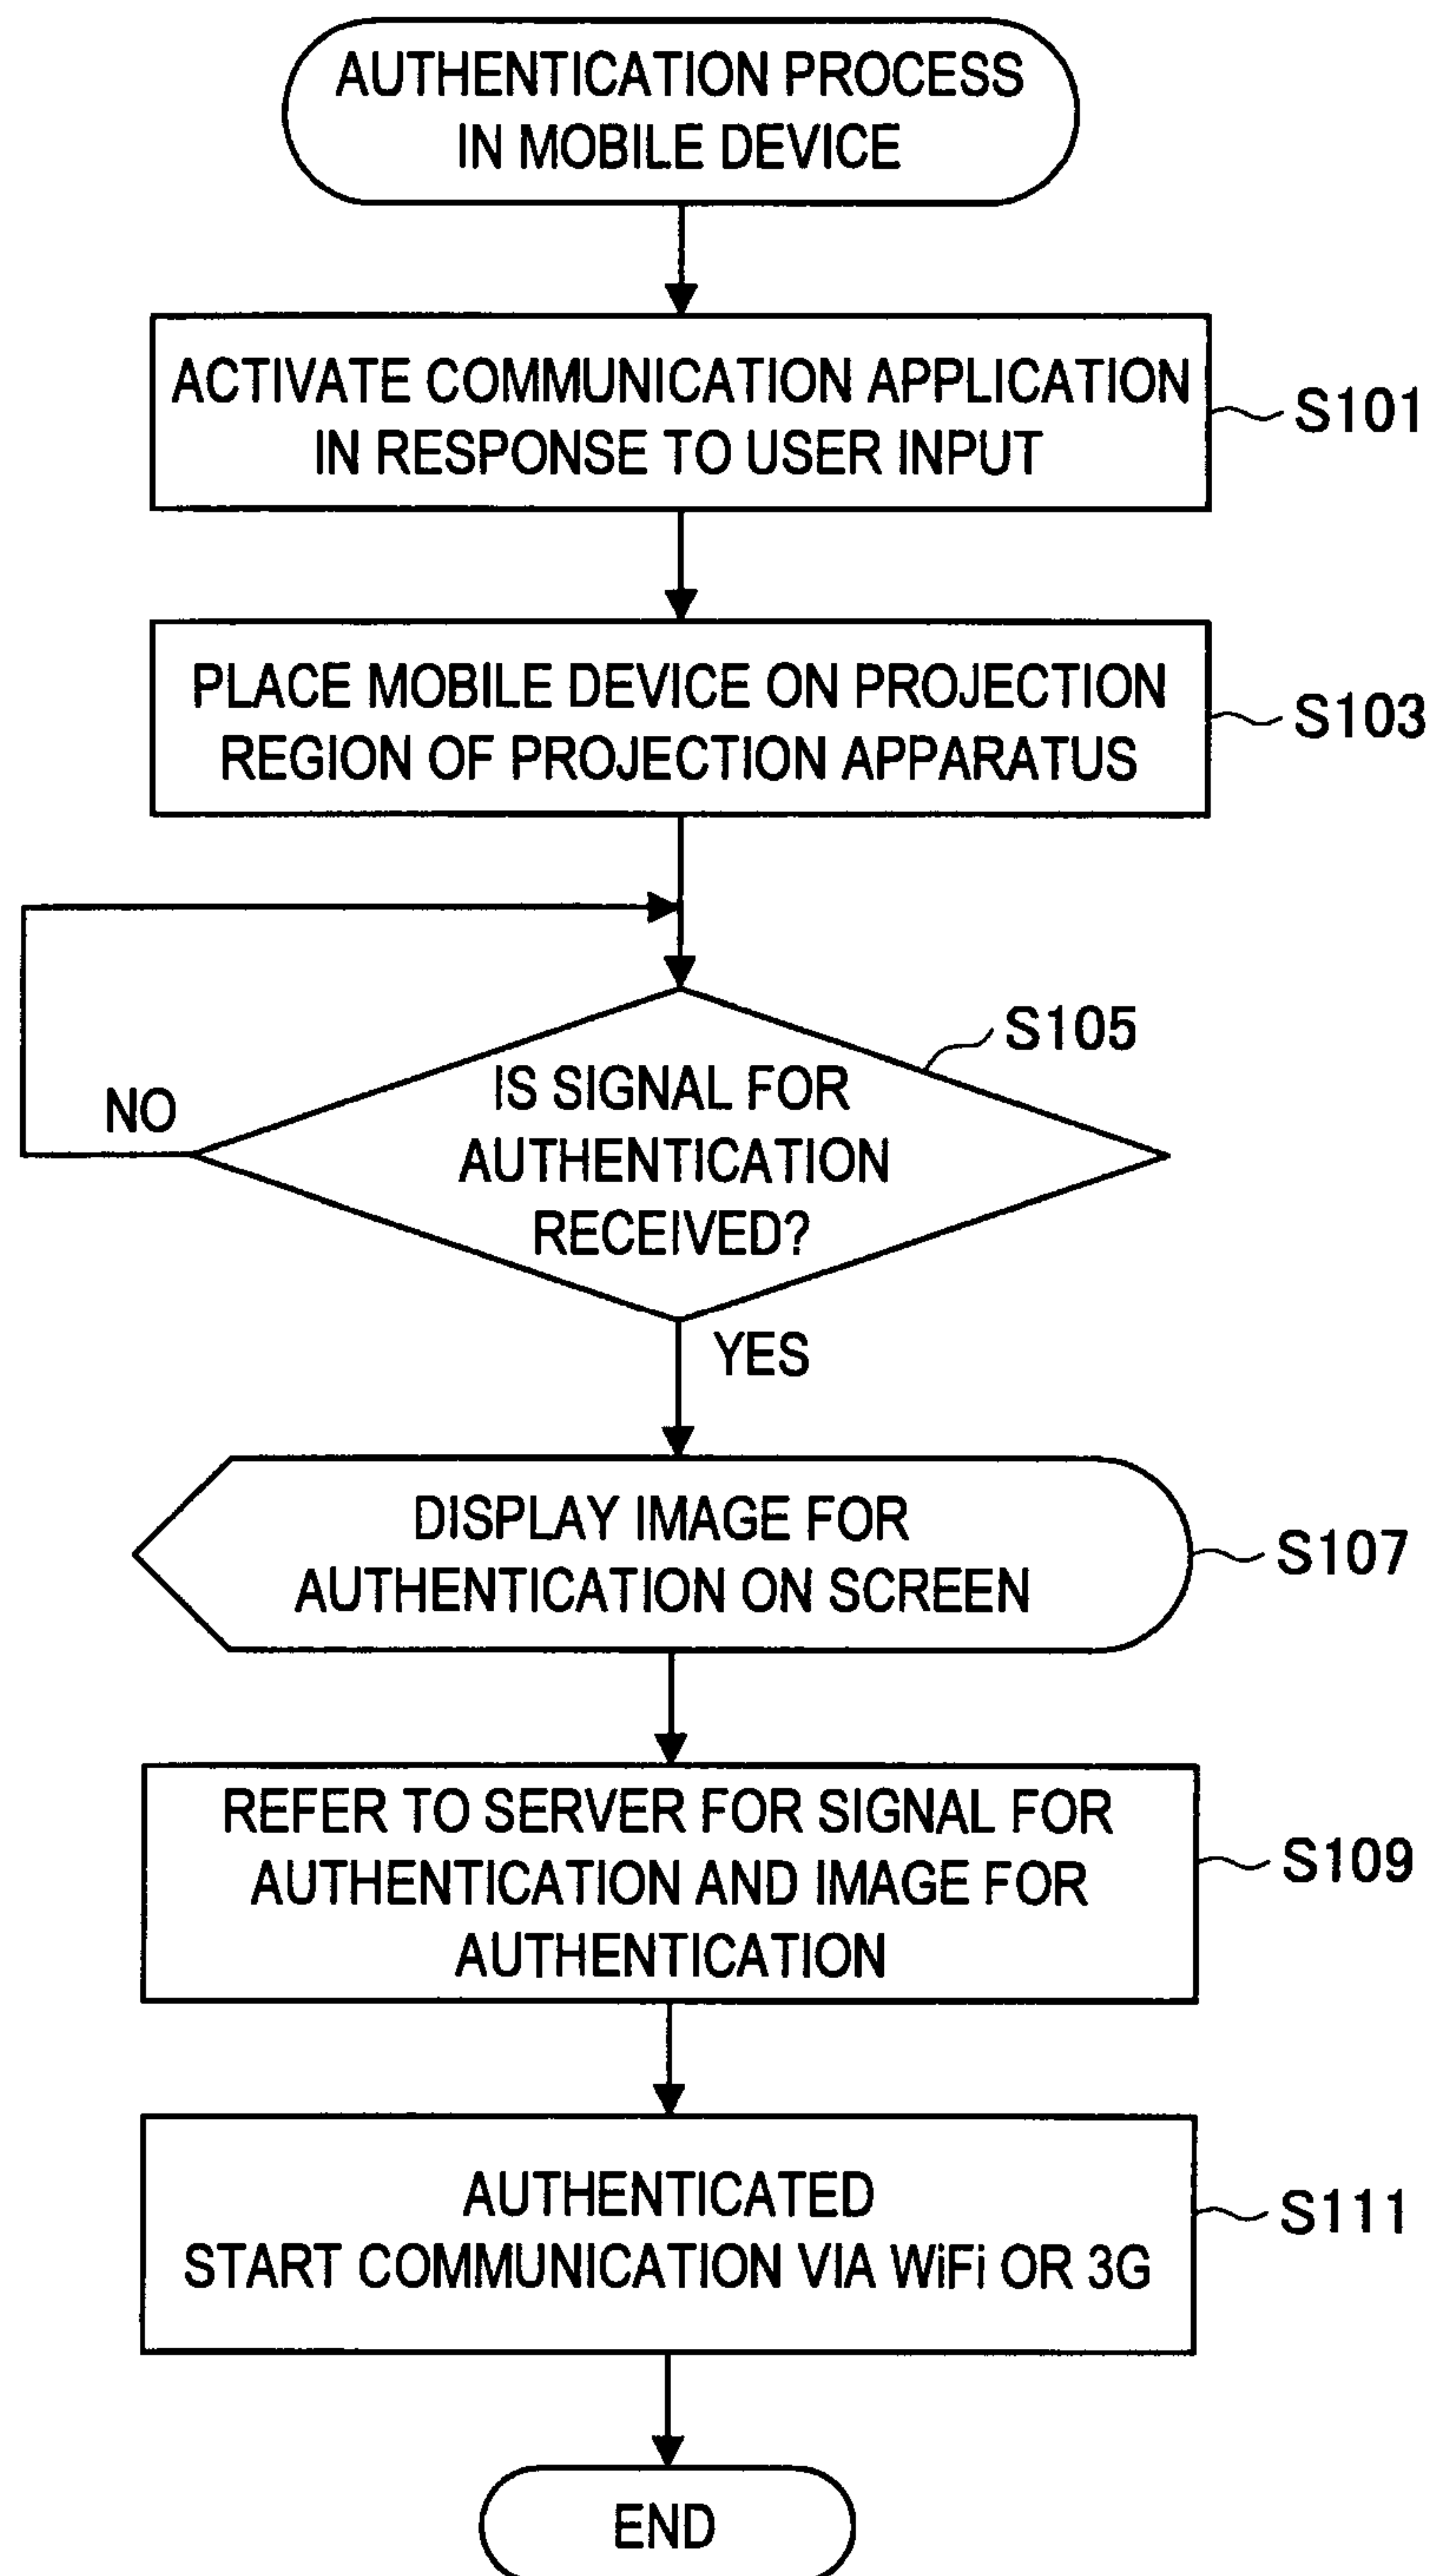 AUTHENTICATION PROCESS
IN MOBILE DEVICE
ACTIVATE COMMUNICATION APPLICATION
IN RESPONSE TO USER INPUT
S101
PLACE MOBILE DEVICE ON PROJECTION
REGION OF PROJECTION APPARATUS
S103
S105
IS SIGNAL FOR
AUTHENTICATION
RECEIVED?
NO
YES
DISPLAY IMAGE FOR
AUTHENTICATION ON SCREEN
S107
REFER TO SERVER FOR SIGNAL FOR
AUTHENTICATION AND IMAGE FOR
AUTHENTICATION
S109
AUTHENTICATED
START COMMUNICATION VIA WiFi OR 3G
S111
END